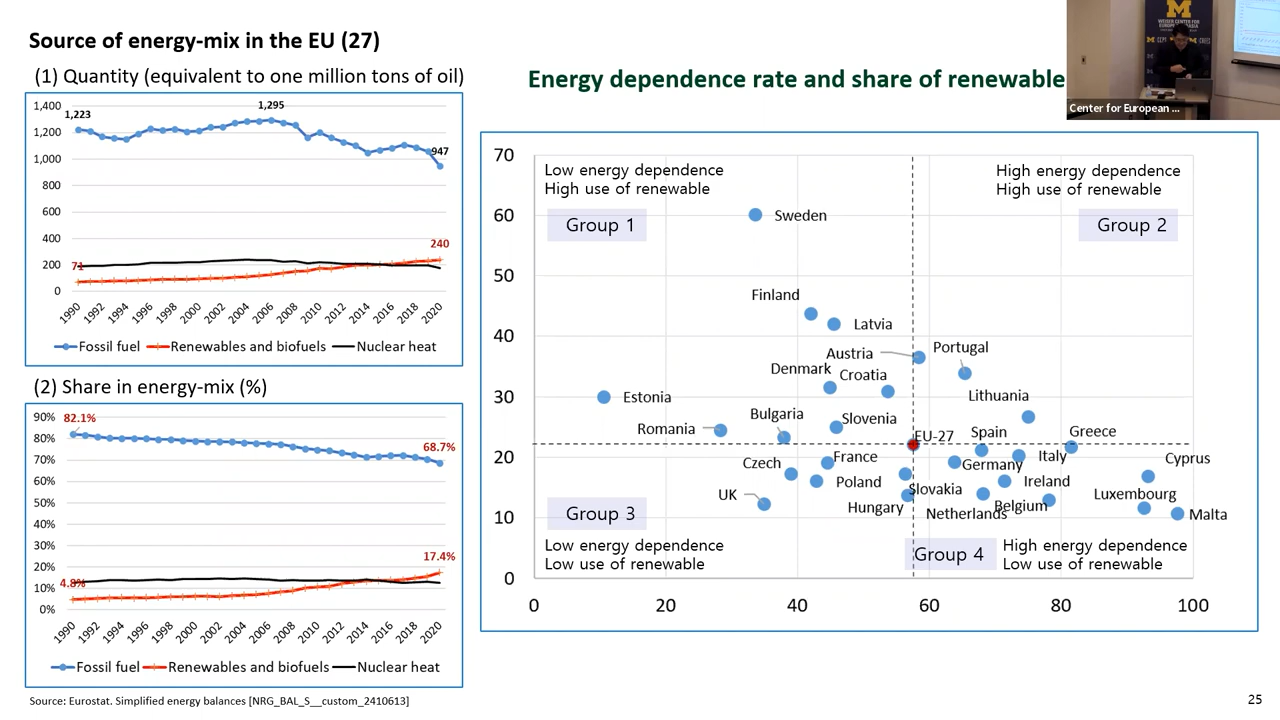 Source of energy-mix in the EU (27)
(1) Quantity (equivalent to one million tons of oil)
1,400
1,200
1,000
800
600
400
200
0
1,223
1,295
947
240
71
1990
1992
1994
1996
1998
2000
2002
2004
2006
2008
2010
2012
2014
2016
2018
2020
Fossil fuel
Renewables and biofuels
Nuclear heat
(2) Share in energy-mix (%)
90%
80%
70%
60%
50%
40%
30%
20%
10%
0%
82.1%
68.7%
17.4%
4.8%
1990
1992
1994
1996
1998
2000
2002
2004
2006
2008
2010
2012
2014
2016
2018
2020
Fossil fuel
Renewables and biofuels
Nuclear heat
Source: Eurostat. Simplified energy balances [NRG_BAL_S__custom_2410613]
Energy dependence rate and share of renewable
70
60
50
40
30
20
10
0
0
20
40
60
80
100
Low energy dependence
High use of renewable
Group 1
High energy dependence
High use of renewable
Group 2
Sweden
Finland
Latvia
Austria
Portugal
Denmark
Croatia
Estonia
Lithuania
Bulgaria
Slovenia
Romania
EU-27
Spain
Greece
Czech
France
Germany
Italy
Cyprus
Poland
Slovakia
Ireland
UK
Hungary
Netherlands
Belgium
Luxembourg
Malta
Group 3
Low energy dependence
Low use of renewable
Group 4
High energy dependence
Low use of renewable
M
WEISER CENTER
Center for European ...
25